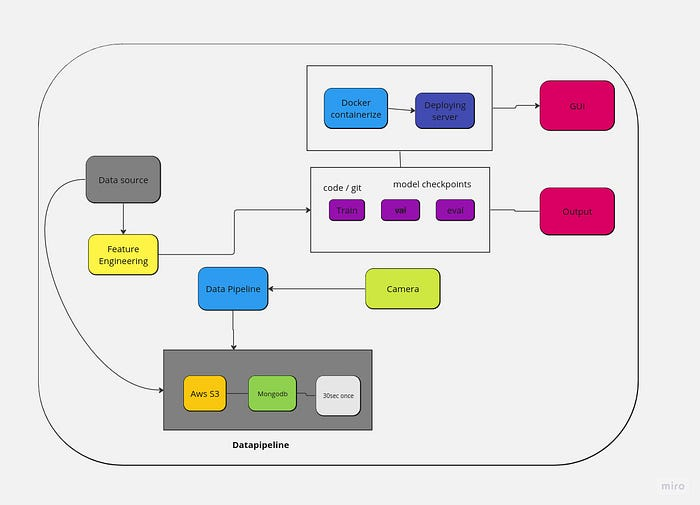 Docker
containerize
Deploying
server
GUI
Data source
code / git
model checkpoints
Train
val
eval
Output
Feature
Engineering
Data Pipeline
Camera
Aws S3
Mongodb
30sec once
Datapipeline
miro